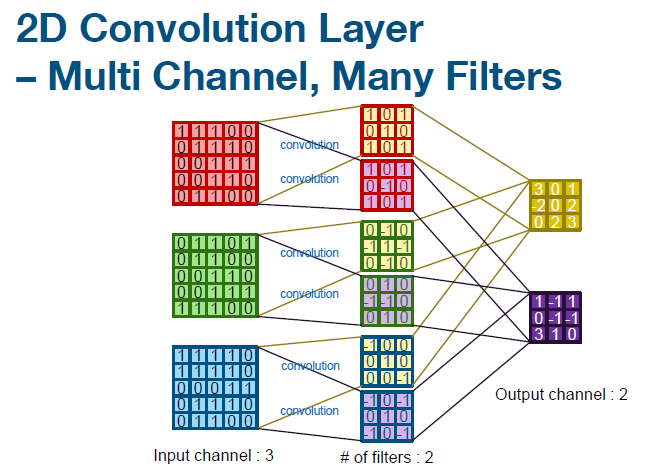 2D Convolution Layer
– Multi Channel, Many Filters
1 1 1 0 0
0 1 1 1 0
0 0 1 1 1
0 0 1 1 0
0 1 1 0 0
convolution
convolution
1 0 1
0 1 0
1 0 1
1 0 1
0 -1 0
1 0 1
0 1 1 0 1
0 1 1 0 0
0 0 1 1 0
0 0 1 1 1
1 1 1 0 0
convolution
convolution
0 -1 0
-1 1 -1
0 -1 0
0 1 0
-1 -1 0
0 1 0
1 1 1 1 0
1 1 1 1 0
0 0 0 1 1
0 1 1 1 0
0 1 1 0 0
convolution
convolution
-1 0 0
0 1 0
0 0 -1
-1 0 -1
0 1 0
-1 0 -1
3 0 1
-2 0 2
0 2 3
1 -1 1
0 -1 -1
3 1 0
Output channel : 2
Input channel : 3
# of filters : 2